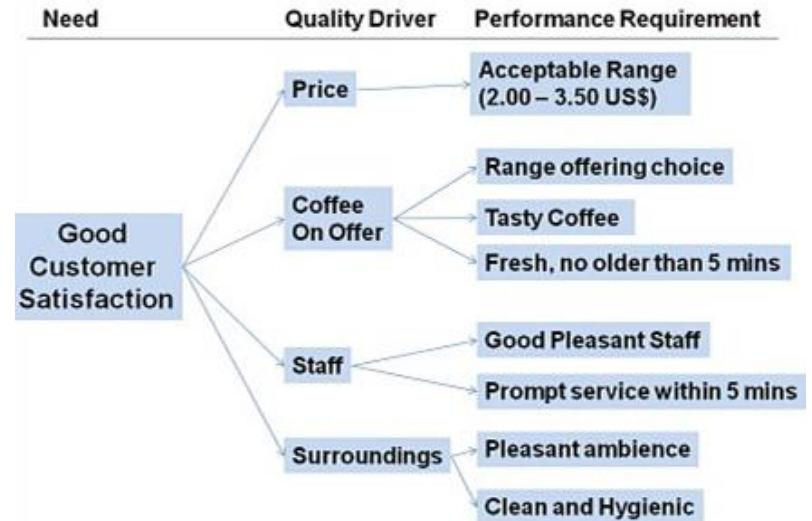 Need Quality Driver Performance Requirement
Price
Acceptable Range
(2.00 – 3.50 US$)
Good
Customer
Satisfaction
Coffee
On Offer
Range offering choice
Tasty Coffee
Fresh, no older than 5 mins
Staff
Good Pleasant Staff
Prompt service within 5 mins
Surroundings
Pleasant ambience
Clean and Hygienic